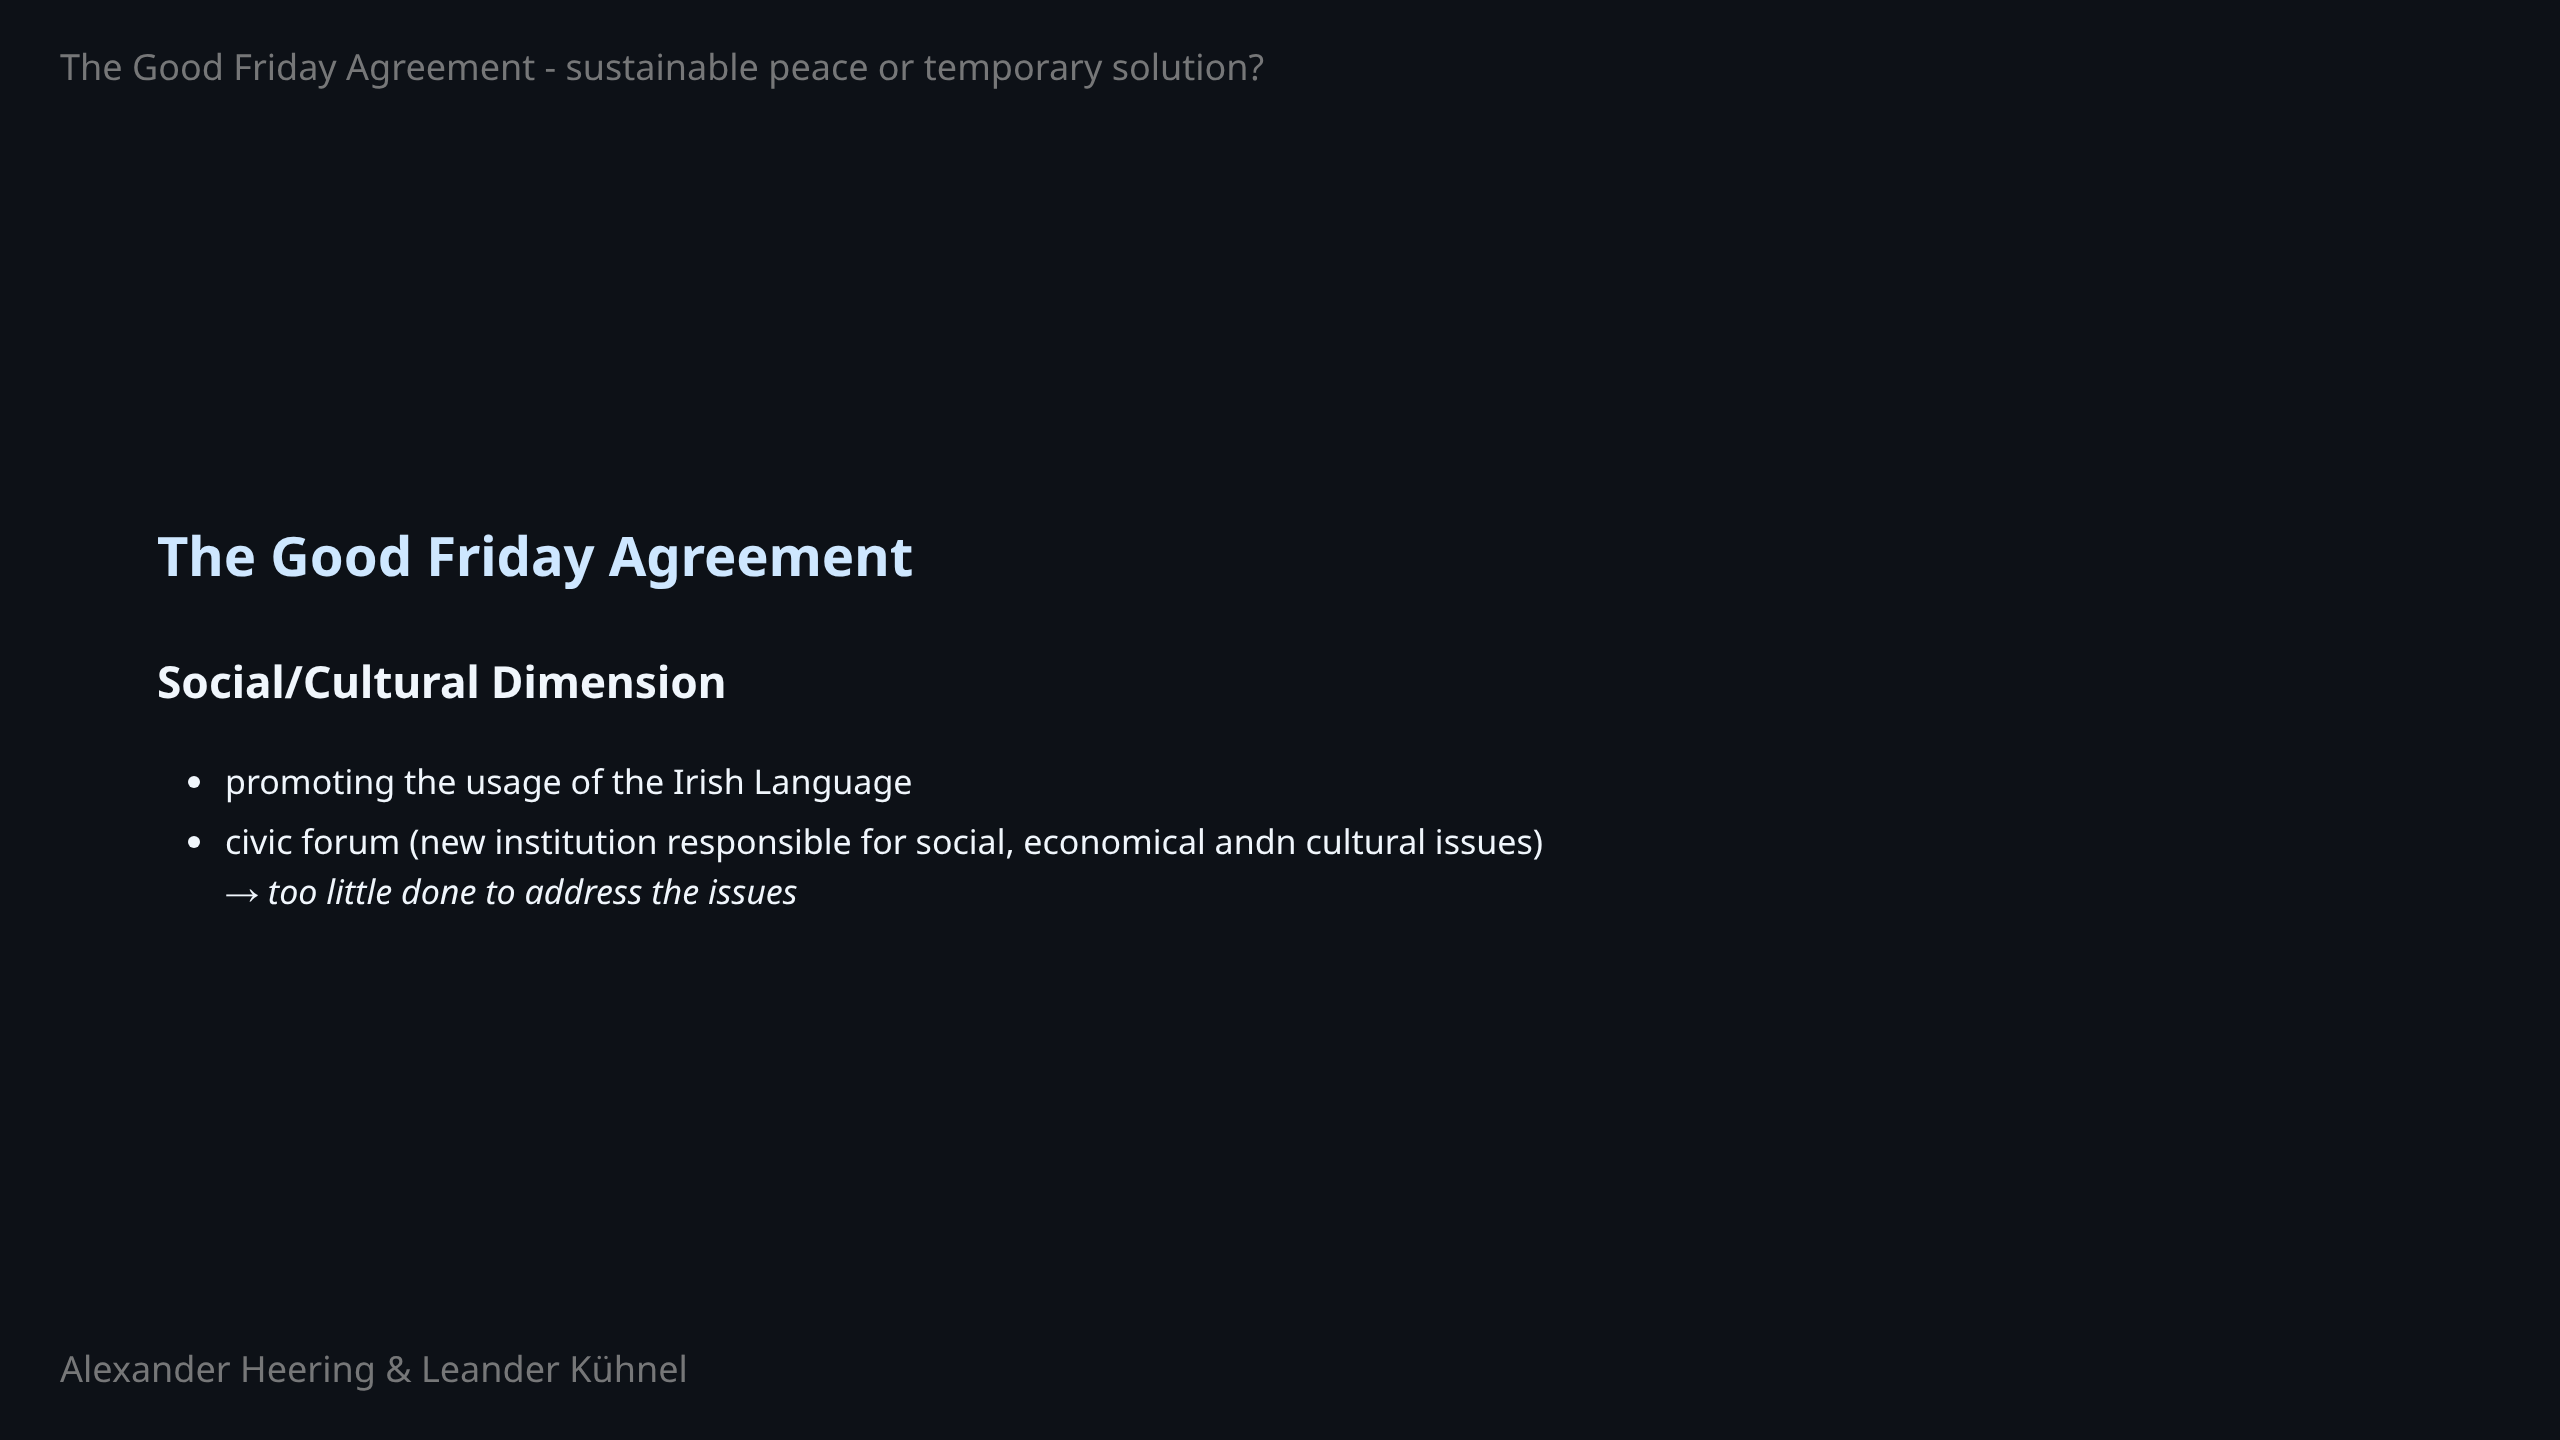 The Good Friday Agreement - sustainable peace or temporary solution?
The Good Friday Agreement
Social/Cultural Dimension
• promoting the usage of the Irish Language
• civic forum (new institution responsible for social, economical andn cultural issues)
→ too little done to address the issues
Alexander Heering & Leander Kühnel